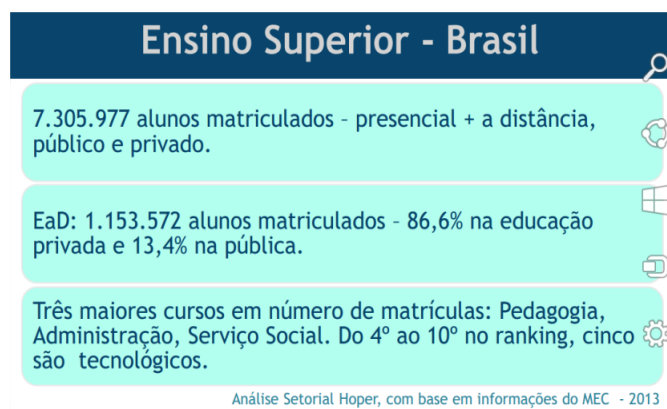 Ensino Superior - Brasil
7.305.977 alunos matriculados – presencial + a distância,
público e privado.
EaD: 1.153.572 alunos matriculados – 86,6% na educação
privada e 13,4% na pública.
Três maiores cursos em número de matrículas: Pedagogia,
Administração, Serviço Social. Do 4º ao 10º no ranking, cinco
são  tecnológicos.
Análise Setorial Hoper, com base em informações do MEC  - 2013